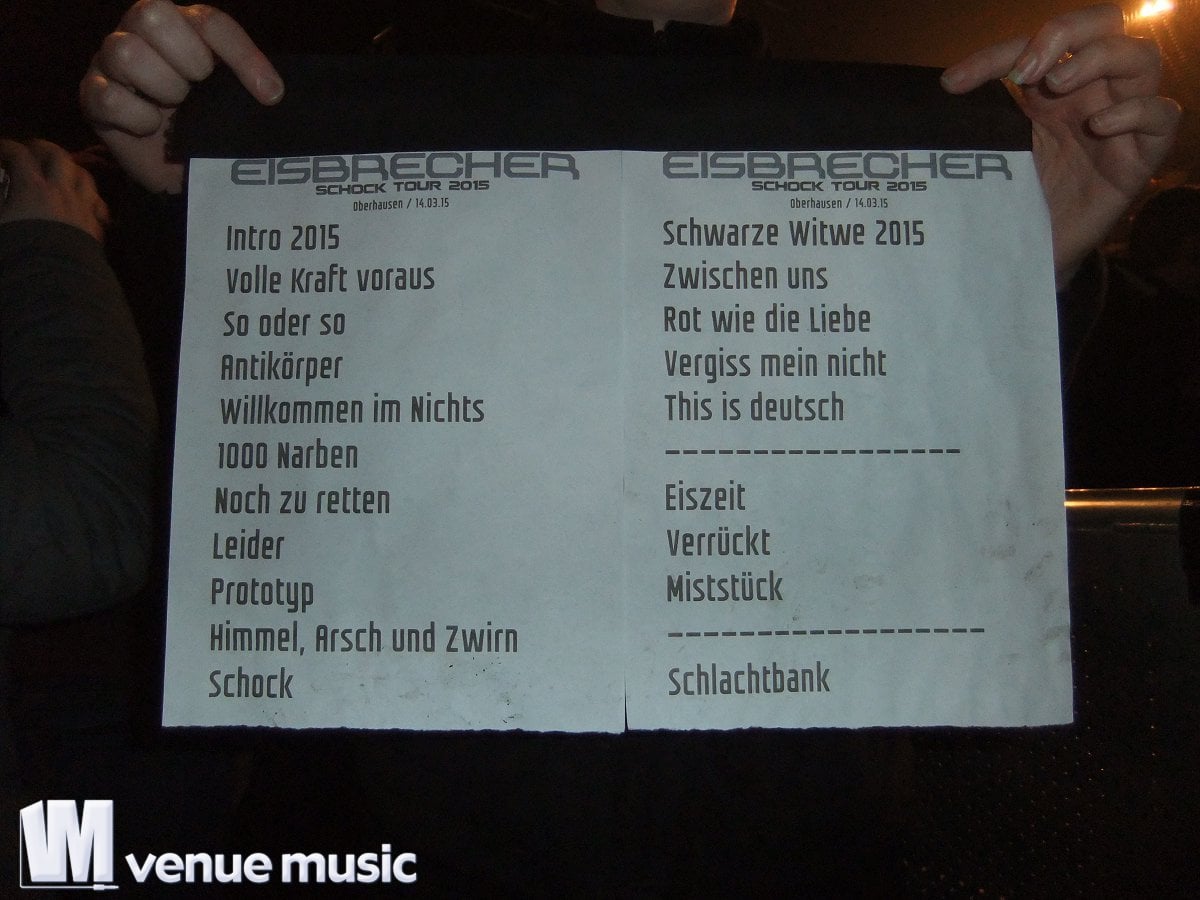 EISBRECHER
SCHOCK TOUR 2015
Oberhausen / 14.03.15
Intro 2015
Volle Kraft voraus
So oder so
Antikörper
Willkommen im Nichts
1000 Narben
Noch zu retten
Leider
Prototyp
Himmel, Arsch und Zwirn
Schock
EISBRECHER
SCHOCK TOUR 2015
Oberhausen / 14.03.15
Schwarze Witwe 2015
Zwischen uns
Rot wie die Liebe
Vergiss mein nicht
This is deutsch
-----------------
Eiszeit
Verrückt
Miststück
------------------
Schlachtbank
VM venue music